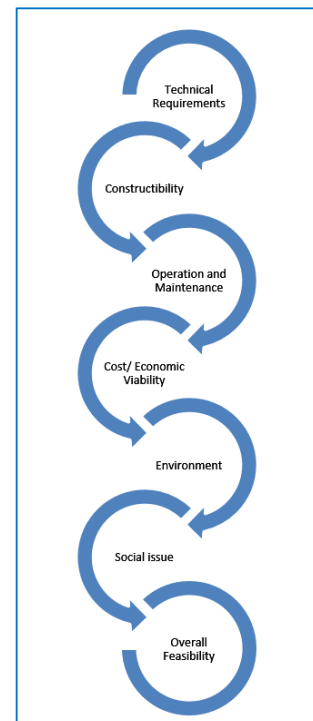 Technical
Requirements
Constructibility
Operation and
Maintenance
Cost/ Economic
Viability
Environment
Social issue
Overall
Feasibility